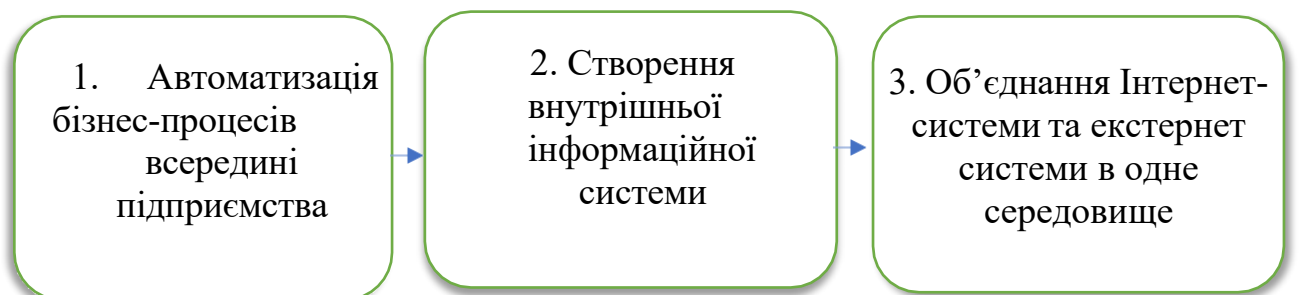 1. Автоматизація
бізнес-процесів
всередині
підприємства
2. Створення
внутрішньої
інформаційної
системи
3. Об’єднання Інтернет-
системи та екстернет
системи в одне
середовище